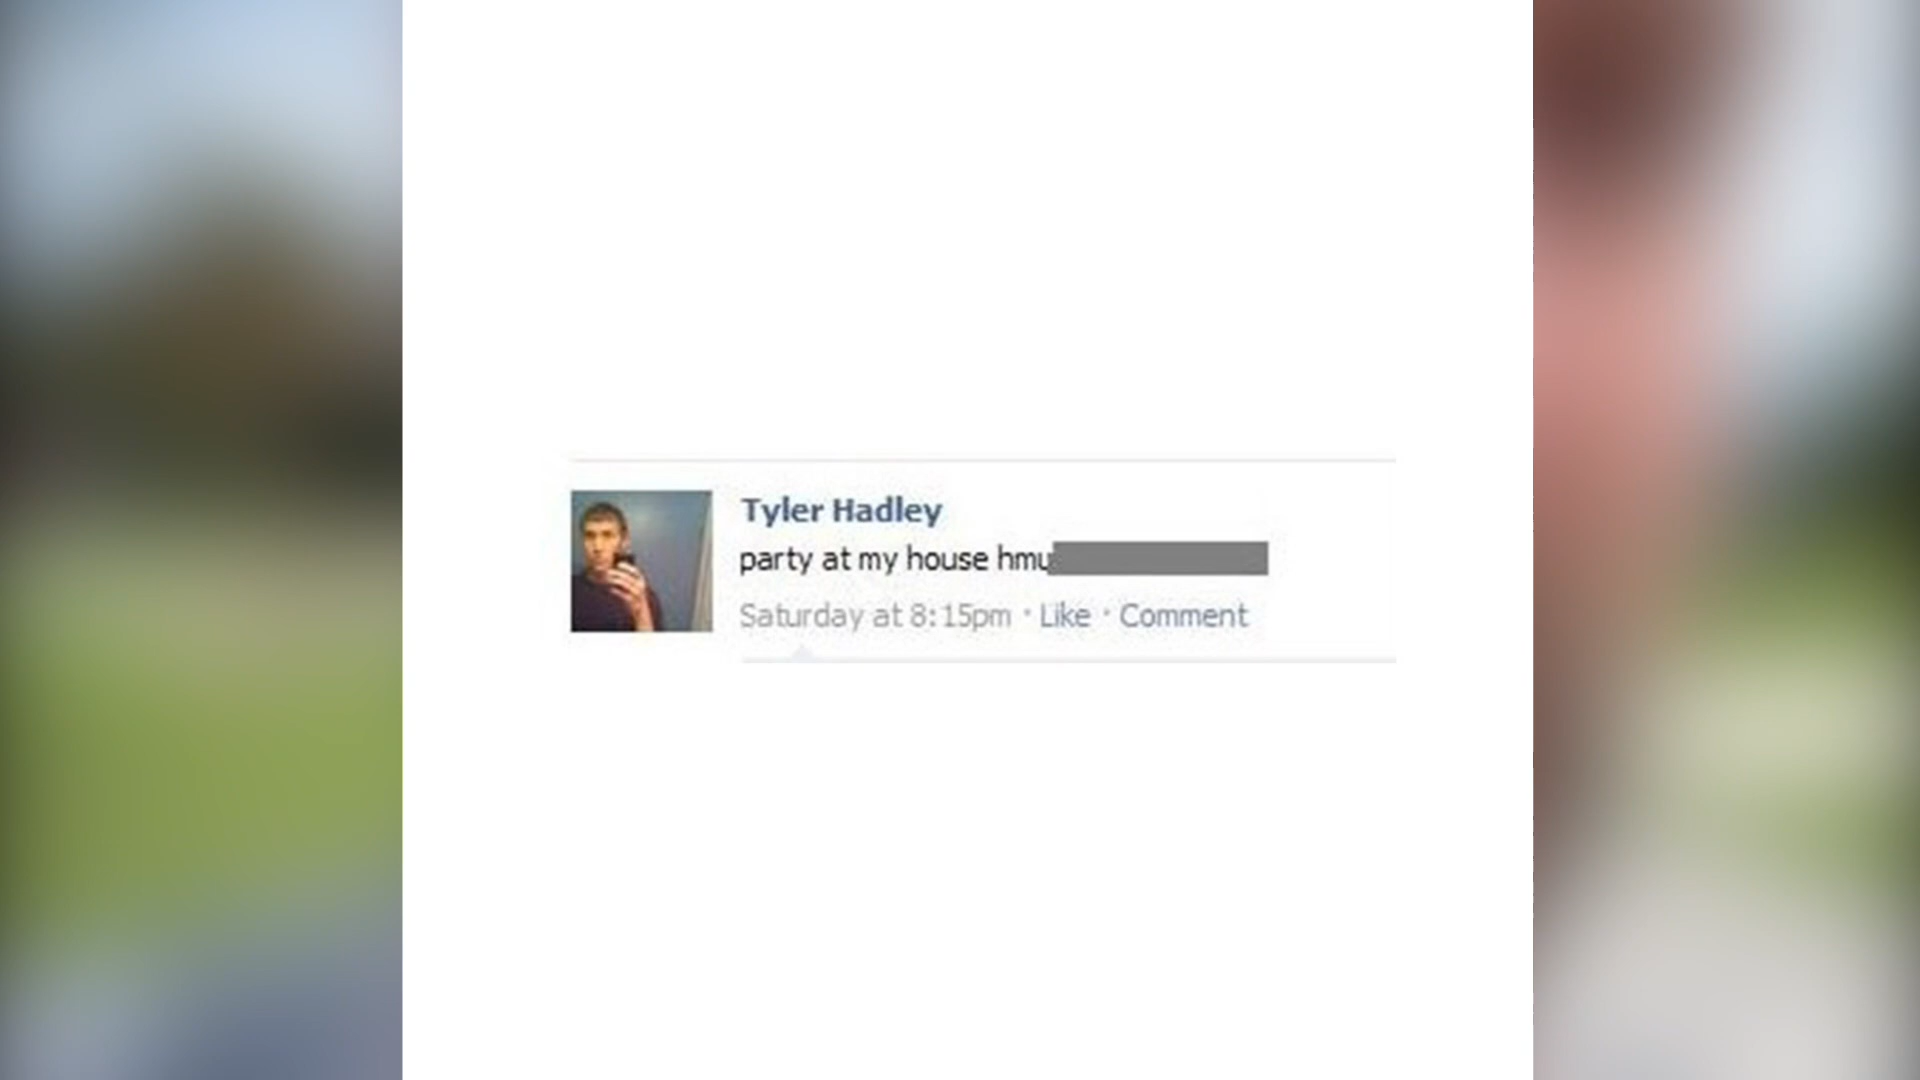 Tyler Hadley
party at my house hmu
Saturday at 8:15pm · Like · Comment